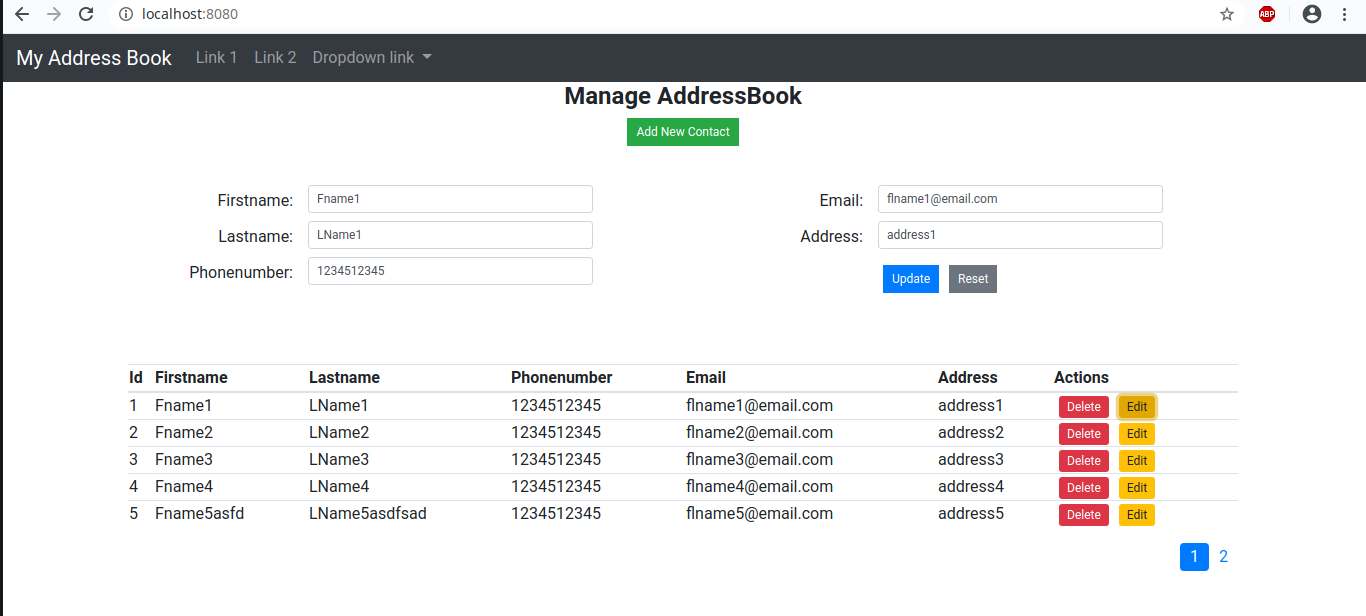 localhost:8080
ABP
My Address Book Link 1 Link 2 Dropdown link
Manage AddressBook
Add New Contact
Firstname: Fname1 Email: flname1@email.com
Lastname: LName1 Address: address1
Phonenumber: 1234512345 Update Reset
Id Firstname Lastname Phonenumber Email Address Actions
1 Fname1 LName1 1234512345 flname1@email.com address1 Delete Edit
2 Fname2 LName2 1234512345 flname2@email.com address2 Delete Edit
3 Fname3 LName3 1234512345 flname3@email.com address3 Delete Edit
4 Fname4 LName4 1234512345 flname4@email.com address4 Delete Edit
5 Fname5asfd LName5asdfsad 1234512345 flname5@email.com address5 Delete Edit
1 2